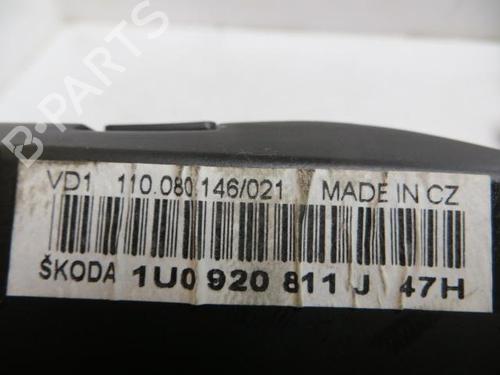 B-PARTS
VD1 110.080.146/021 MADE IN CZ
ŠKODA 1U0 920 811 J 47H